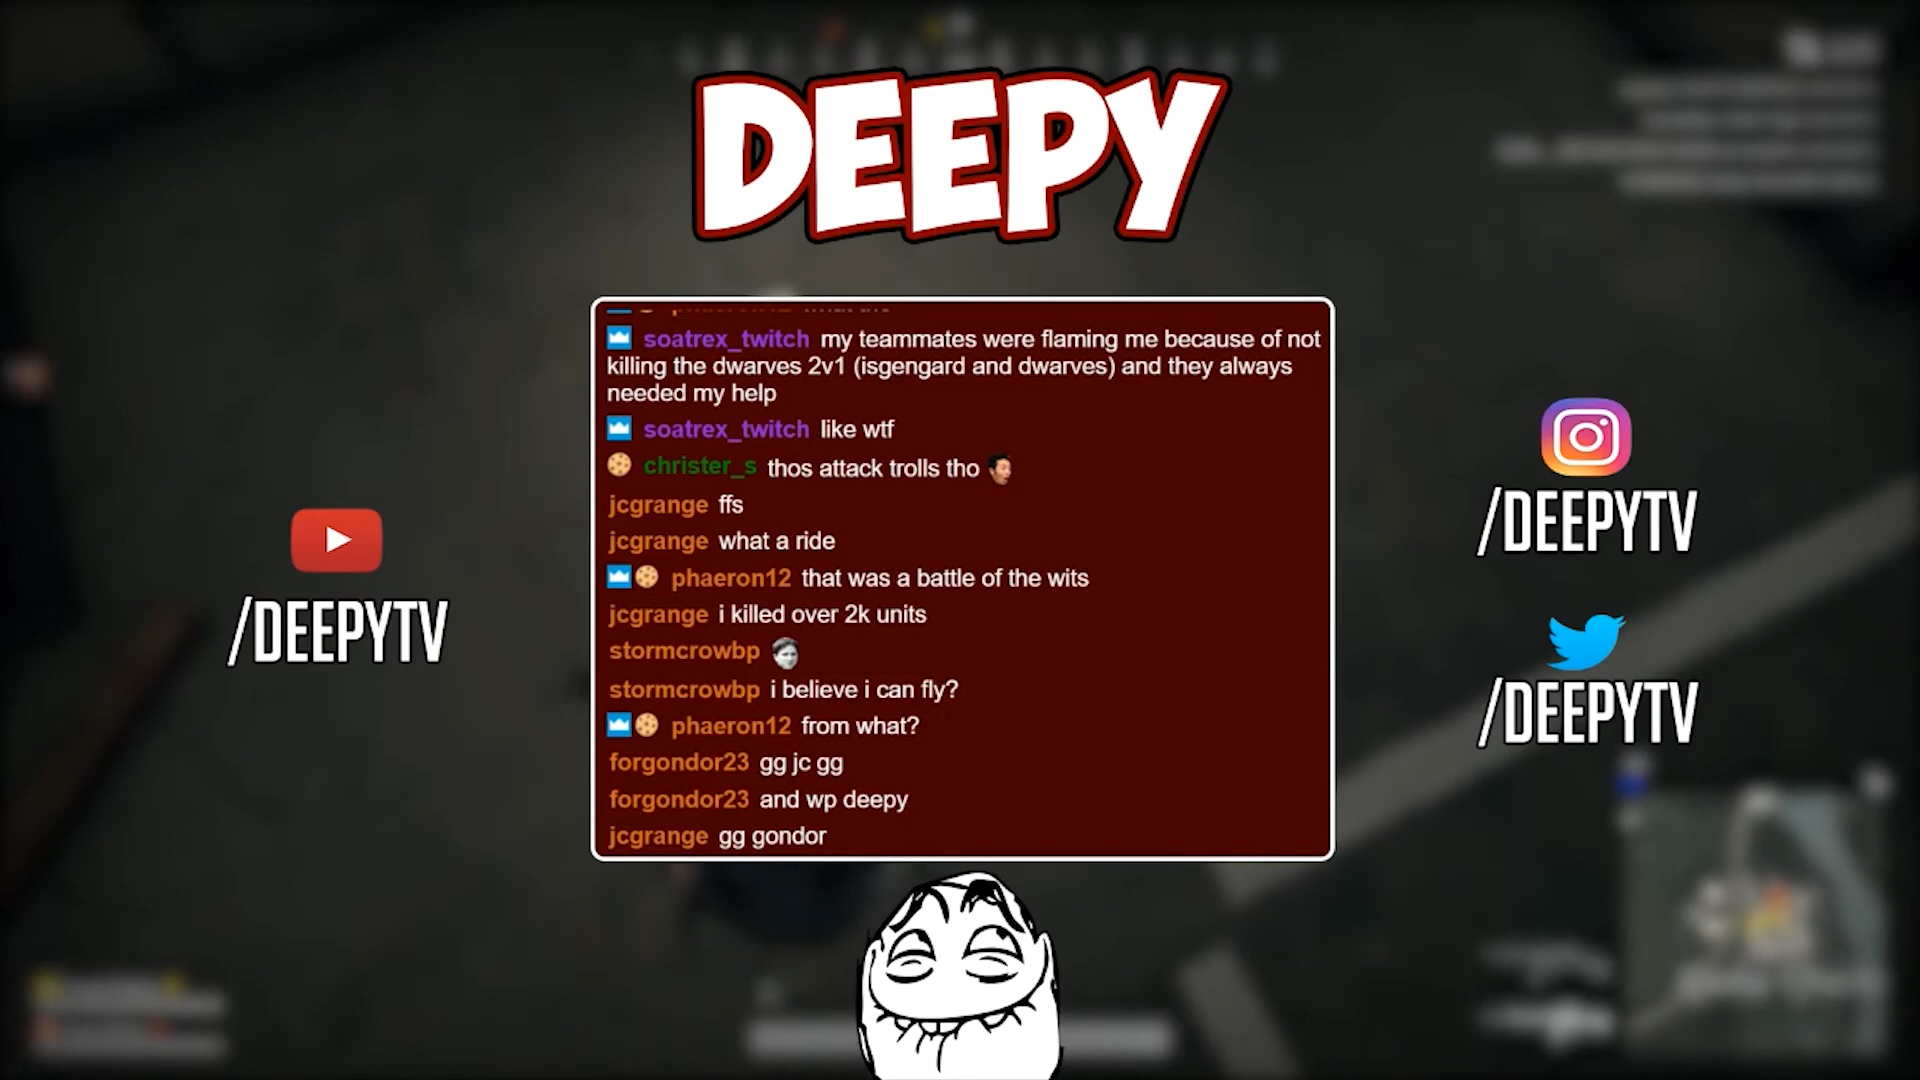 DEEPY
soatrex_twitch my teammates were flaming me because of not
killing the dwarves 2v1 (isgengard and dwarves) and they always
needed my help
soatrex_twitch like wtf
christer_s thos attack trolls tho
jcgrange ffs
jcgrange what a ride
phaeron12 that was a battle of the wits
jcgrange i killed over 2k units
stormcrowbp
stormcrowbp i believe i can fly?
phaeron12 from what?
forgondor23 gg jc gg
forgondor23 and wp deepy
jcgrange gg gondor
/DEEPYTV
/DEEPYTV
/DEEPYTV